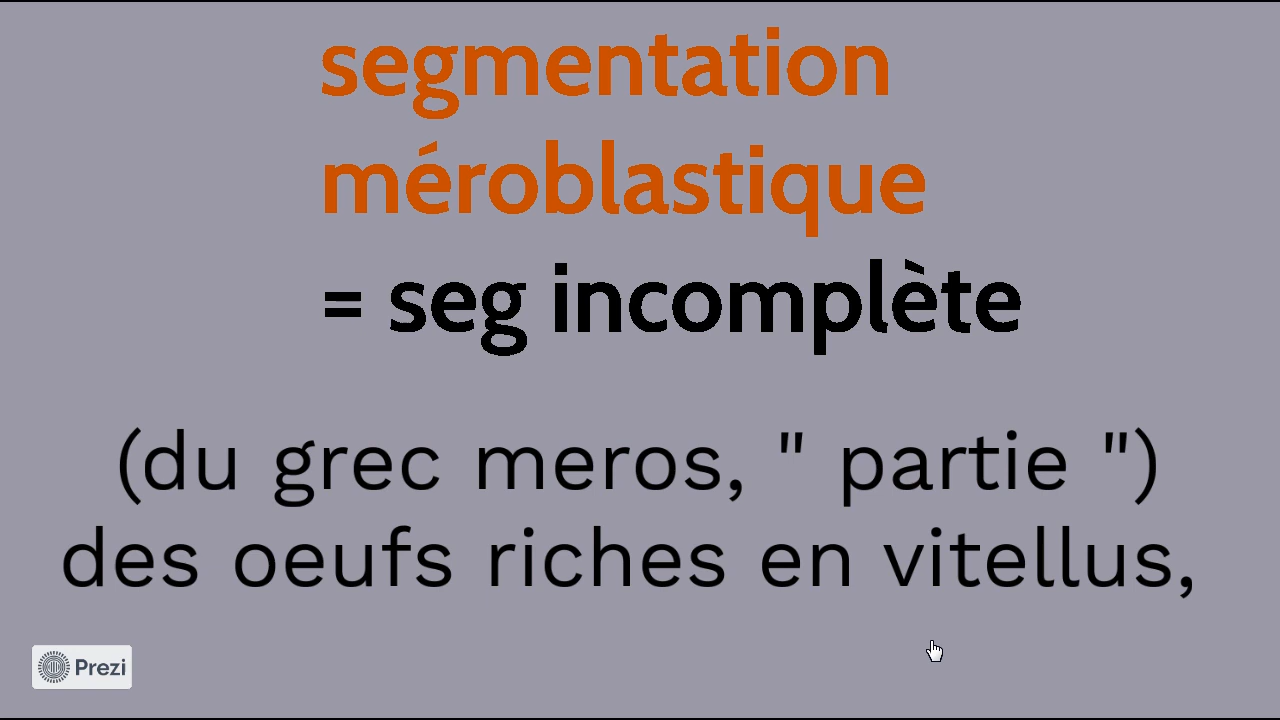 segmentation
méroblastique
= seg incomplète
(du grec meros, " partie ")
des oeufs riches en vitellus,
Prezi